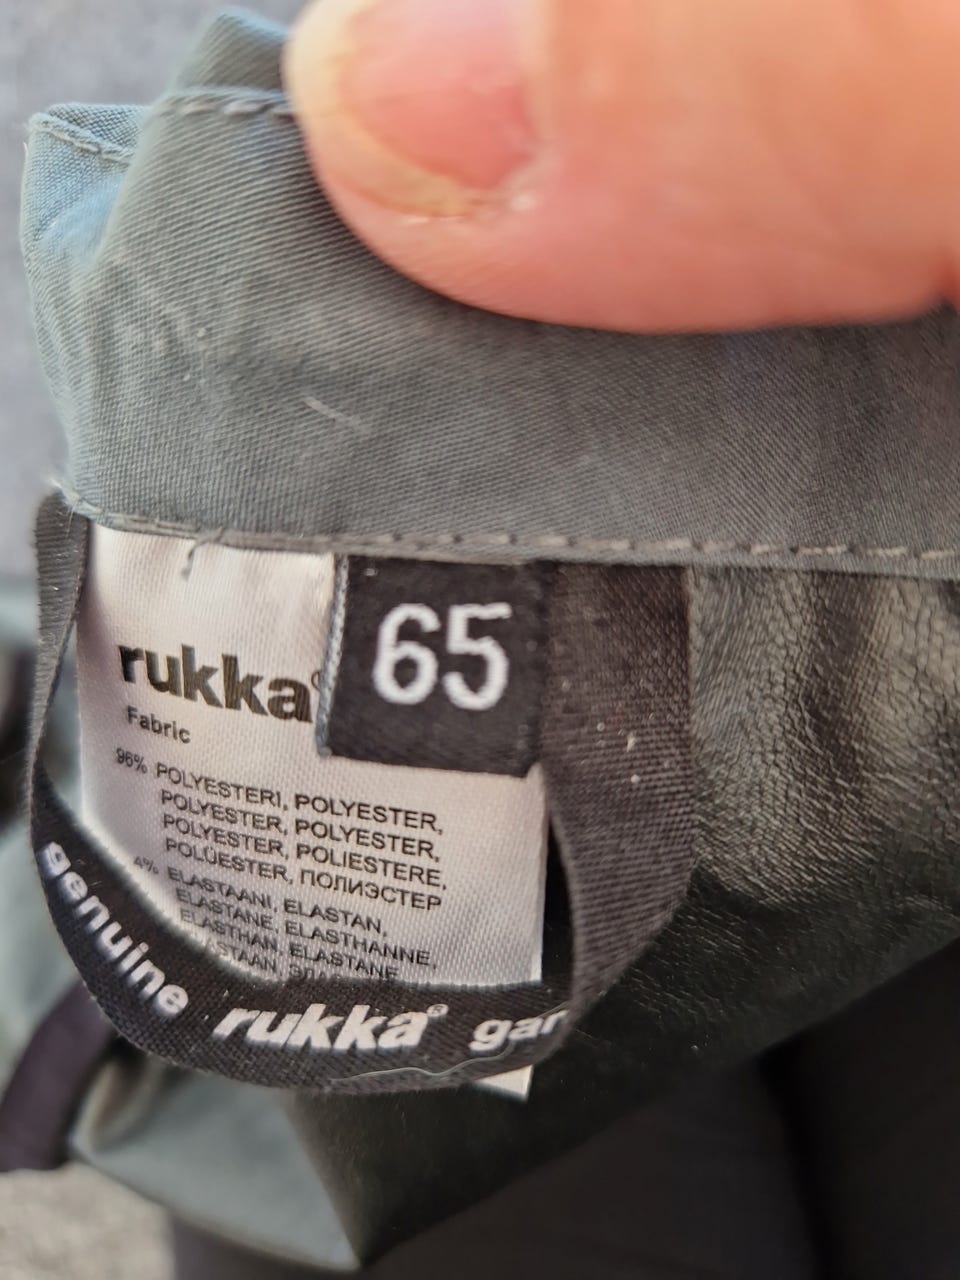 65
rukka®
Fabric
96% POLYESTERI, POLYESTER,
POLYESTER, POLYESTER,
POLYESTER, POLIESTERE,
POLÜESTER, ПОЛИЭСТЕР
4% ELASTAANI, ELASTAN,
ELASTANE, ELASTHANNE,
ELASTHAN, ELASTANE
genuine rukka®